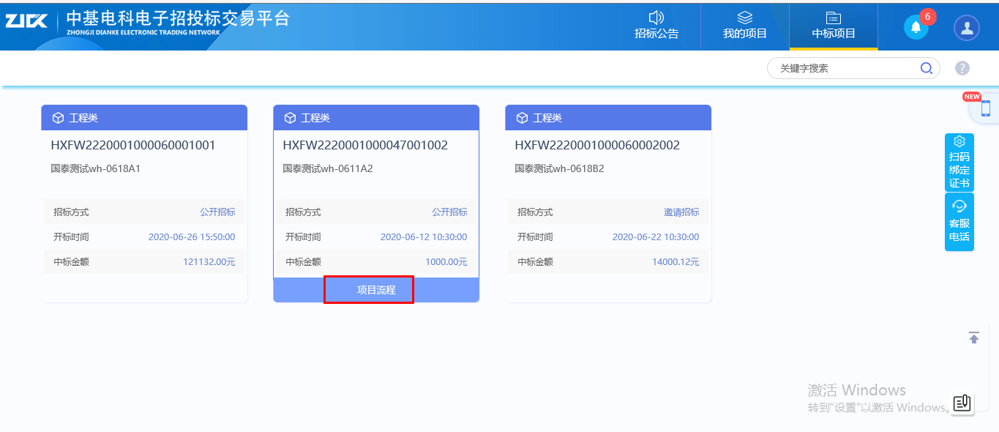 ZJDK 中基电科电子招投标交易平台
ZHONGJI DIANKE ELECTRONIC TRADING NETWORK
招标公告
我的项目
中标项目
6
关键字搜索
?
NEW
工程类
HXFW2220001000060001001
国泰测试wh-0618A1
招标方式 公开招标
开标时间 2020-06-26 15:50:00
中标金额 121132.00元
工程类
HXFW2220001000047001002
国泰测试wh-0611A2
招标方式 公开招标
开标时间 2020-06-12 10:30:00
中标金额 1000.00元
项目流程
工程类
HXFW2220001000060002002
国泰测试wh-0618B2
招标方式 邀请招标
开标时间 2020-06-22 10:30:00
中标金额 14000.12元
扫码
绑定
证书
客服
电话
激活 Windows
转到"设置"以激活 Windows。